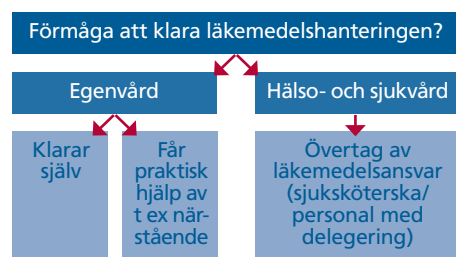 Förmåga att klara läkemedelshanteringen?
Egenvård
Hälso- och sjukvård
Klarar
själv
Får
praktisk
hjälp av
t ex när-
stående
Övertag av
läkemedelsansvar
(sjuksköterska/
personal med
delegering)